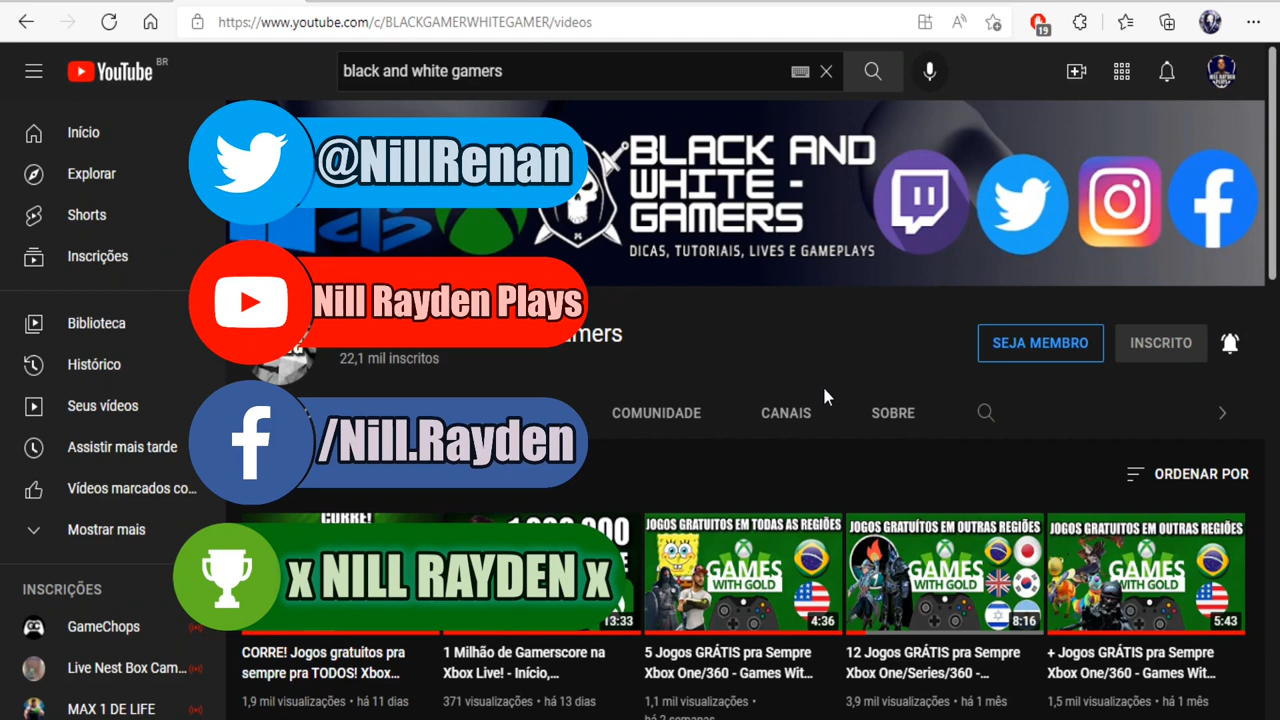 https://www.youtube.com/c/BLACKGAMERWHITEGAMER/videos
19
YouTube BR
black and white gamers
Início
Explorar
Shorts
Inscrições
Biblioteca
Histórico
Seus vídeos
Assistir mais tarde
Vídeos marcados co...
Mostrar mais
INSCRIÇÕES
GameChops
Live Nest Box Cam...
MAX 1 DE LIFE
@NillRenan
Nill Rayden Plays
/Nill.Rayden
x NILL RAYDEN x
BLACK AND
WHITE -
GAMERS
DICAS, TUTORIAIS, LIVES E GAMEPLAYS
22,1 mil inscritos
SEJA MEMBRO
INSCRITO
COMUNIDADE
CANAIS
SOBRE
ORDENAR POR
CORRE!
13:33
JOGOS GRATUITOS EM TODAS AS REGIÕES
GAMES
WITH GOLD
4:36
JOGOS GRATUÍTOS EM OUTRAS REGIÕES
GAMES
WITH GOLD
8:16
+ JOGOS GRATUITOS EM OUTRAS REGIÕES
GAMES
WITH GOLD
5:43
CORRE! Jogos gratuitos pra
sempre pra TODOS! Xbox...
1,9 mil visualizações • há 11 dias
1 Milhão de Gamerscore na
Xbox Live! - Início,...
371 visualizações • há 13 dias
5 Jogos GRÁTIS pra Sempre
Xbox One/360 - Games Wit...
1,1 mil visualizações •
há 2 semanas
12 Jogos GRÁTIS pra Sempre
Xbox One/Series/360 -...
3,9 mil visualizações • há 1 mês
+ Jogos GRÁTIS pra Sempre
Xbox One/360 - Games Wit...
1,5 mil visualizações • há 1 mês